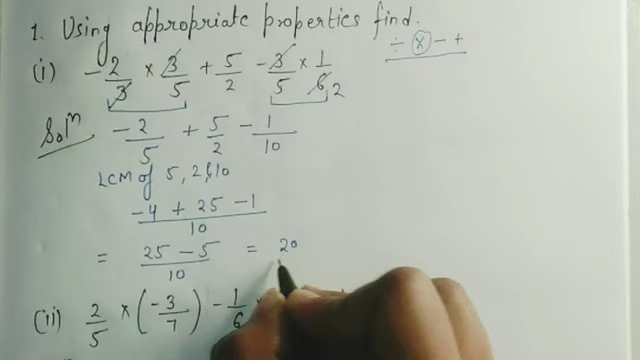 1. Using appropriate properties find.
÷ × - +
(i) - 2/3 × 3/5 + 5/2 - 3/5 × 1/6 2
Solⁿ - 2/5 + 5/2 - 1/10
LCM of 5, 2 & 10
- 4 + 25 - 1 / 10
= 25 - 5 / 10 = 20
(ii) 2/5 × (-3/7) - 1/6